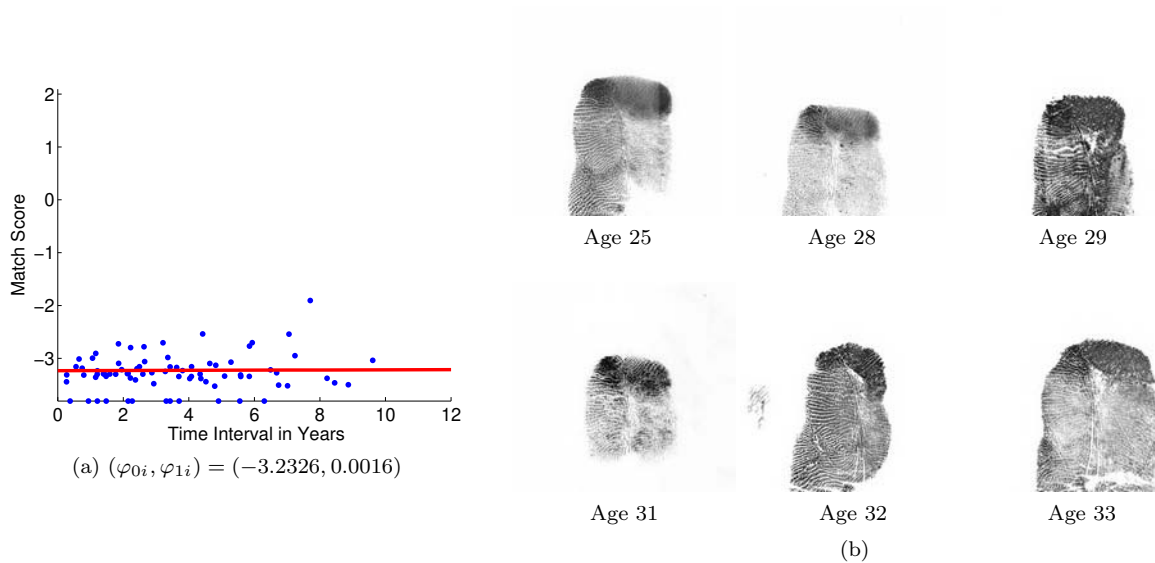 2
1
0
−1
−2
−3
0 2 4 6 8 10 12
Match Score
Time Interval in Years
(a) (φ0i, φ1i) = (−3.2326, 0.0016)
Age 25
Age 28
Age 29
Age 31
Age 32
Age 33
(b)